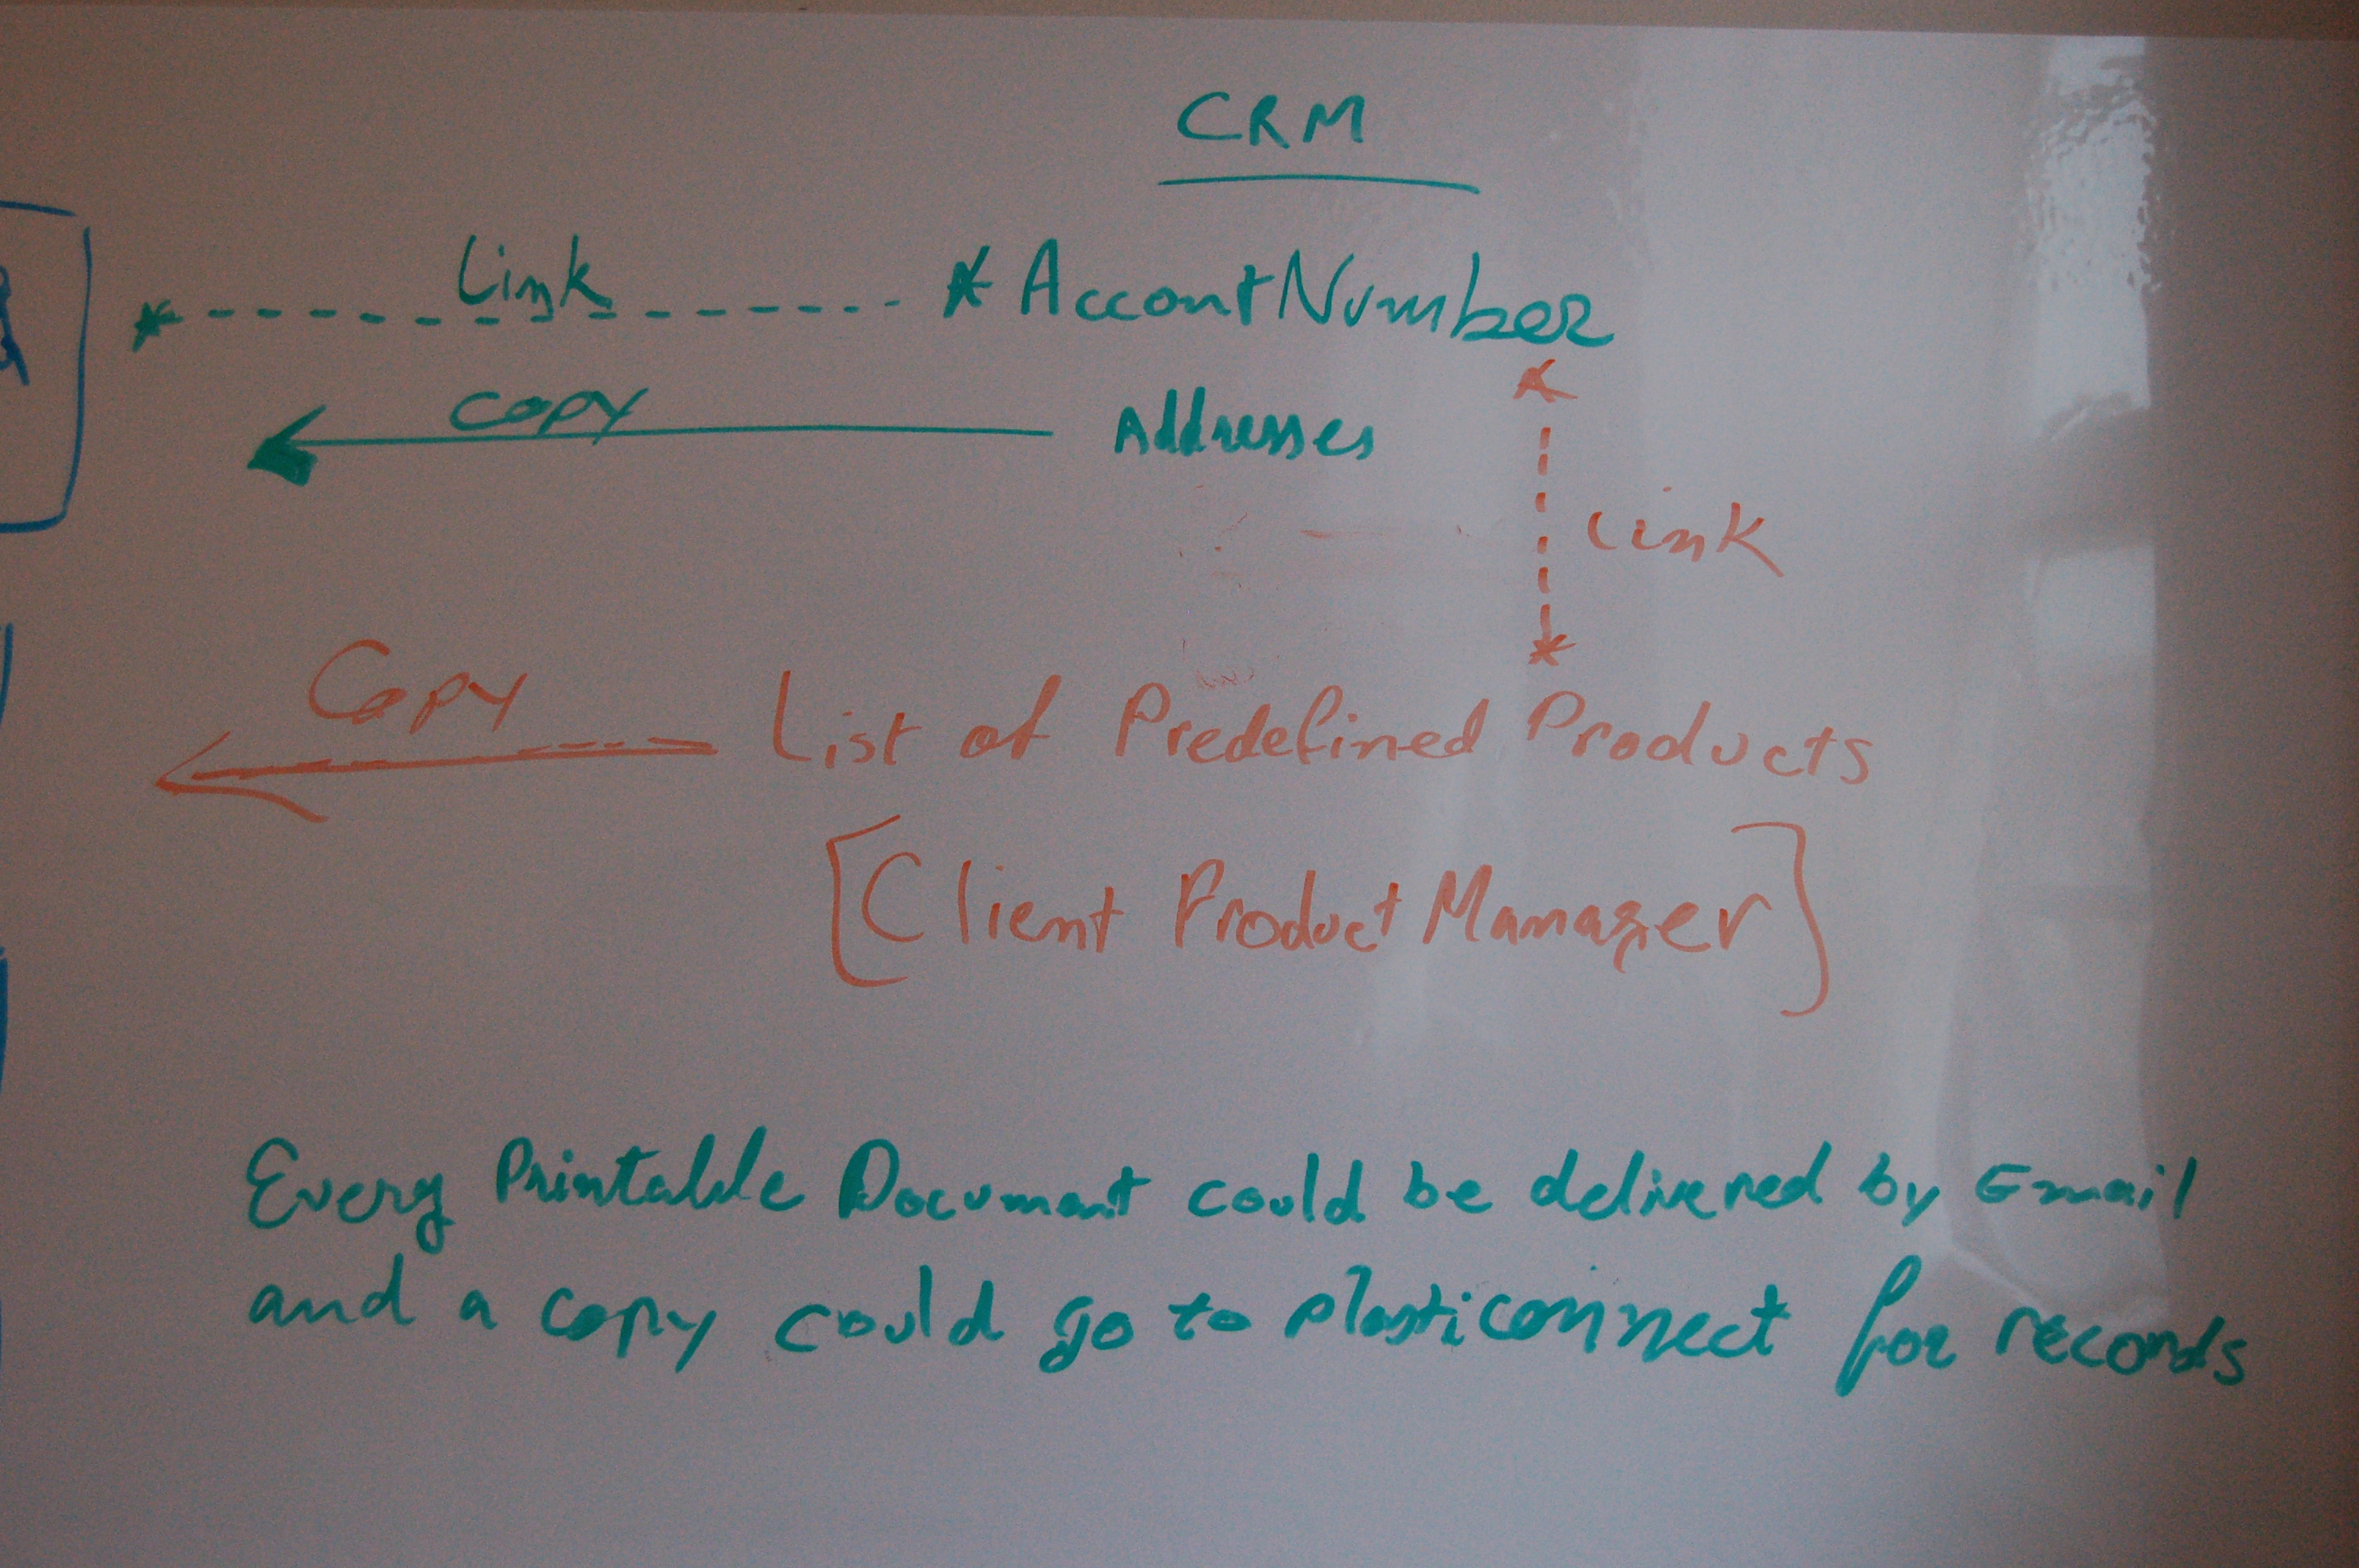 CRM
Link * AccontNumber
Copy Addresses
Link
Copy List of Predefined Products
[Client Product Manager]
Every Printable Document could be delivered by Email
and a copy could go to plasticonnect for records